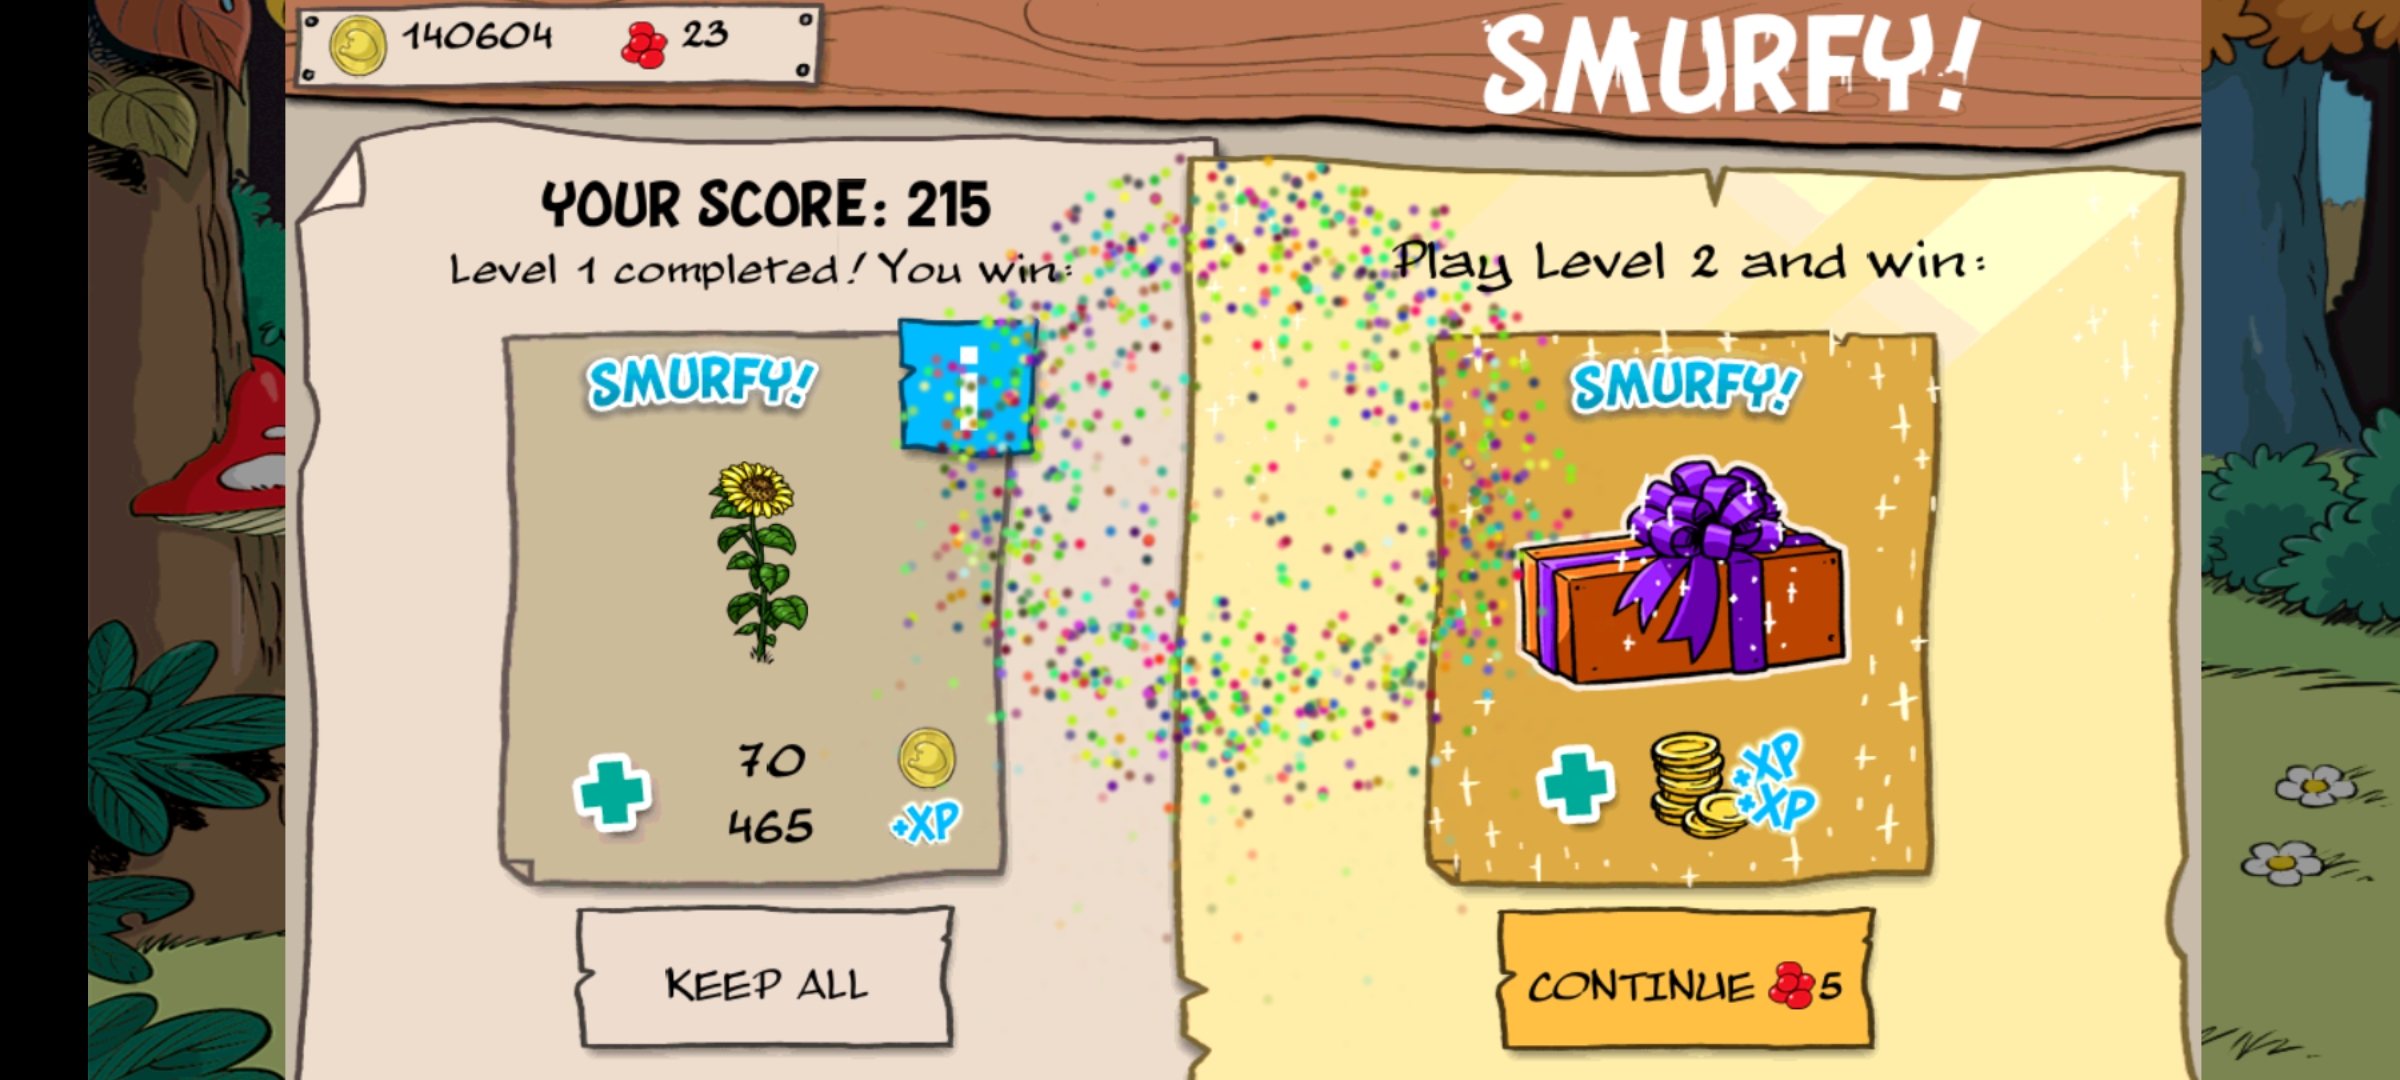 140604 23
SMURFY!
YOUR SCORE: 215
Level 1 completed! You win:
SMURFY!
i
70
465 +XP
KEEP ALL
Play Level 2 and win:
SMURFY!
+XP
+XP
CONTINUE 5